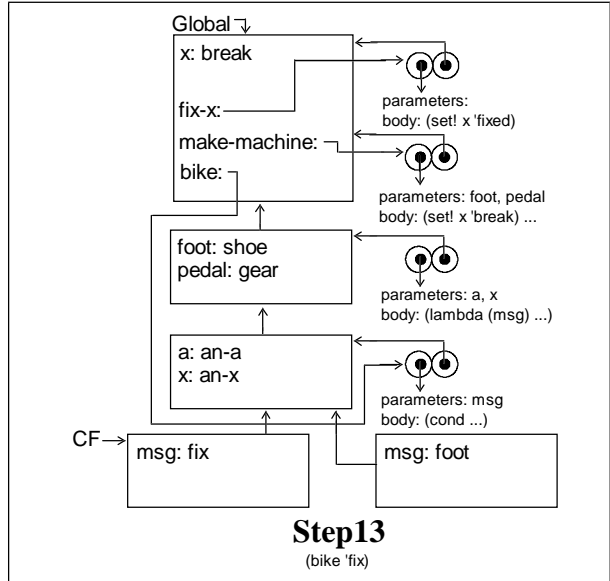 Global
x: break
parameters:
fix-x:
body: (set! x 'fixed)
make-machine:
bike:
parameters: foot, pedal
body: (set! x 'break) ...
foot: shoe
pedal: gear
parameters: a, x
body: (lambda (msg) ...)
a: an-a
x: an-x
parameters: msg
body: (cond ...)
CF
msg: fix
msg: foot
Step13
(bike 'fix)